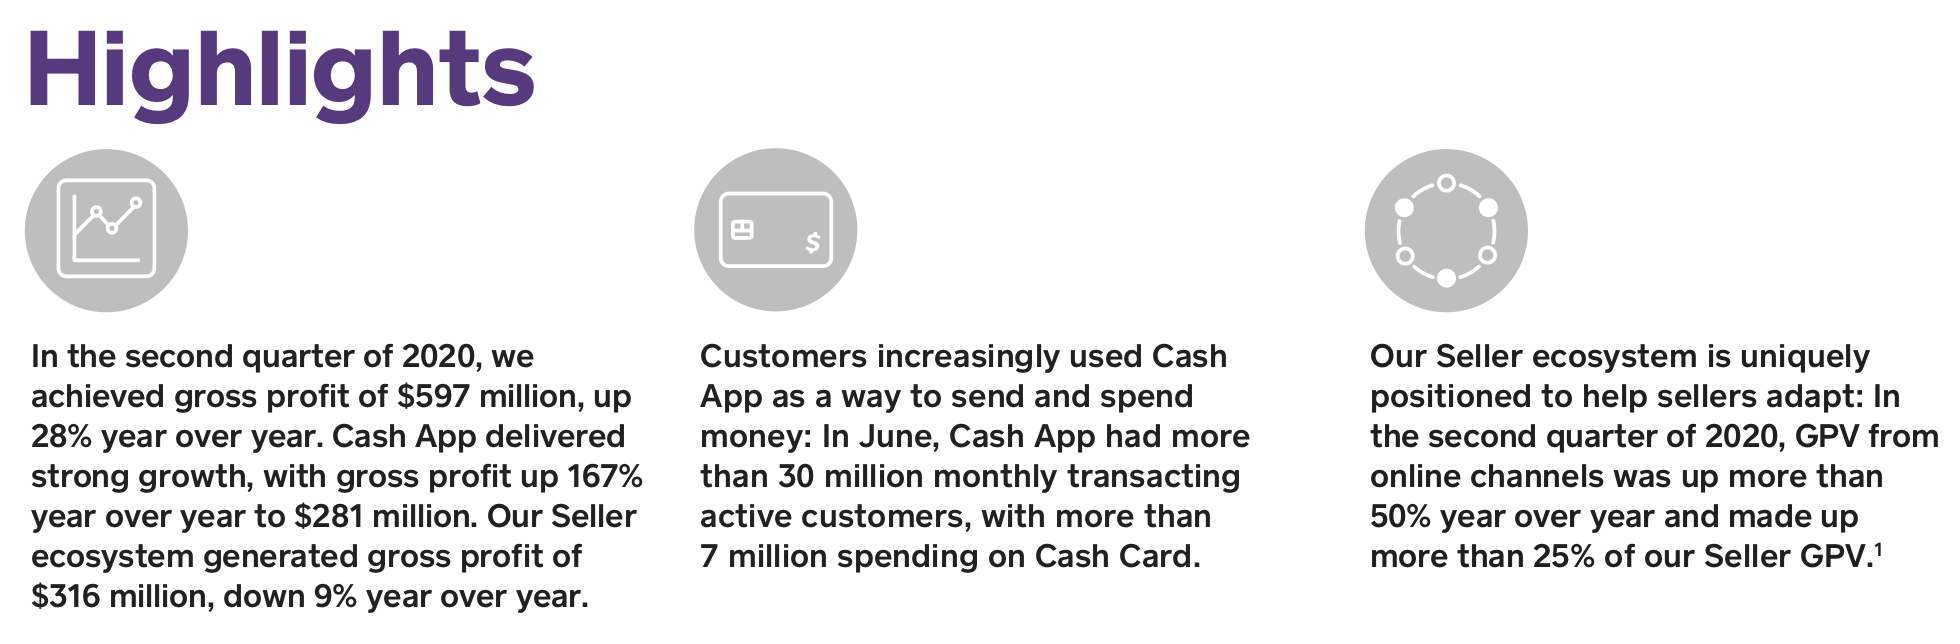 Highlights
In the second quarter of 2020, we
achieved gross profit of $597 million, up
28% year over year. Cash App delivered
strong growth, with gross profit up 167%
year over year to $281 million. Our Seller
ecosystem generated gross profit of
$316 million, down 9% year over year.
$
Customers increasingly used Cash
App as a way to send and spend
money: In June, Cash App had more
than 30 million monthly transacting
active customers, with more than
7 million spending on Cash Card.
Our Seller ecosystem is uniquely
positioned to help sellers adapt: In
the second quarter of 2020, GPV from
online channels was up more than
50% year over year and made up
more than 25% of our Seller GPV.¹